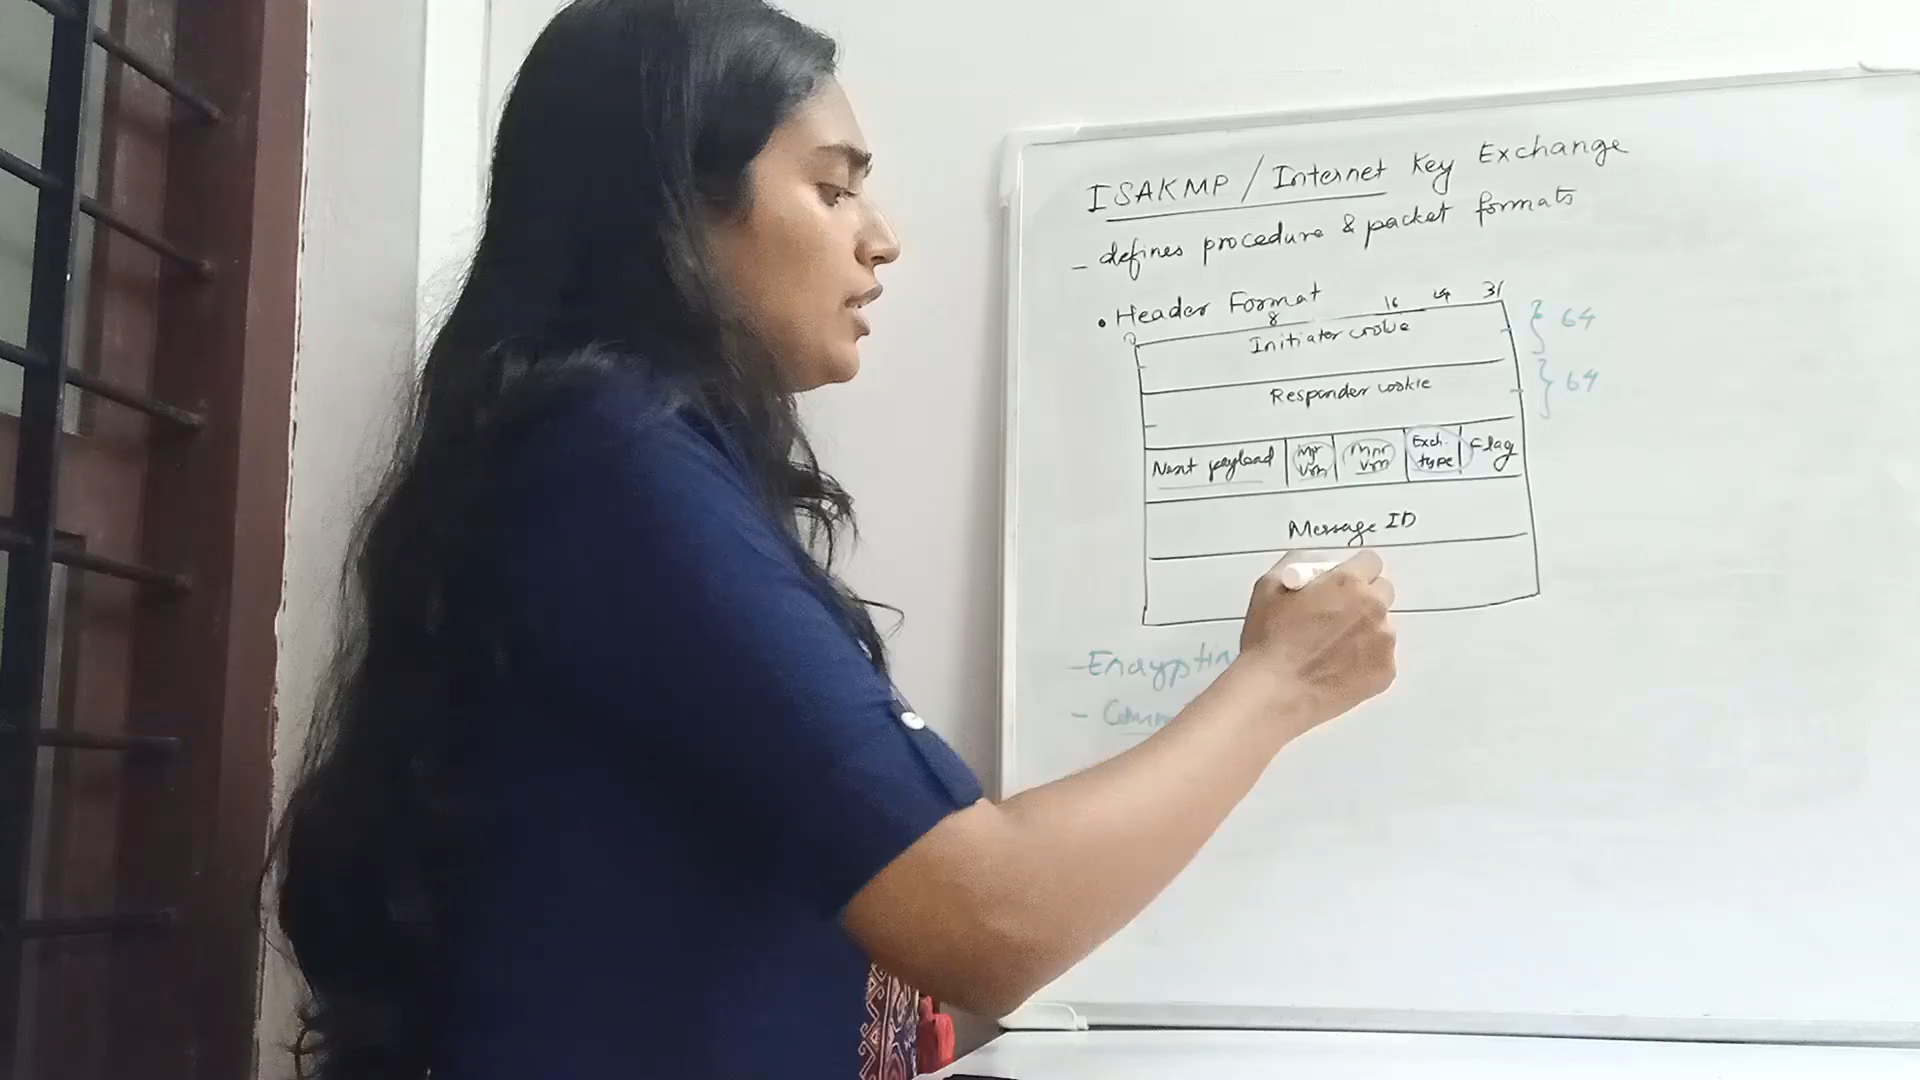 ISAKMP / Internet Key Exchange
- defines procedure & packet formats
• Header Format
0 8 16 24 31
Initiator cookie
} 64
Responder cookie
} 64
Next payload Mjr Vrn Mnr Vrn Exch. type Flag
Message ID
- Encryption
- Comm